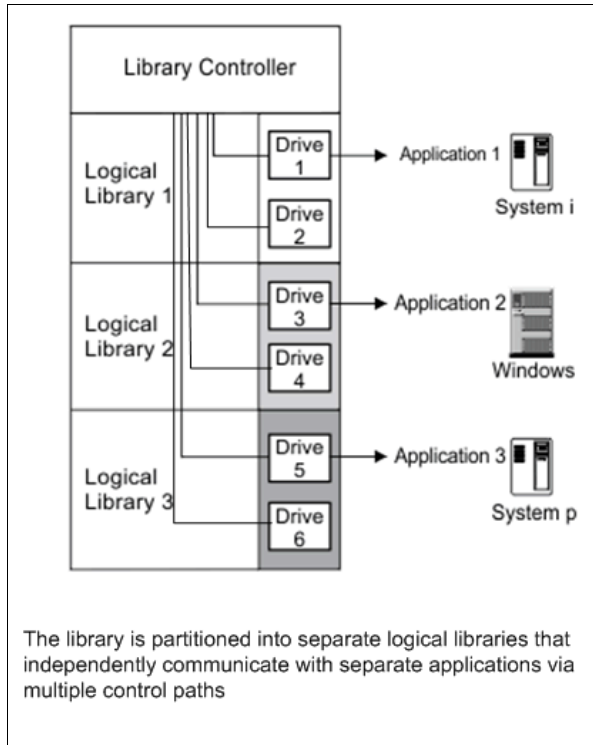 Library Controller
Logical
Library 1
Drive
1
Application 1
System i
Drive
2
Logical
Library 2
Drive
3
Application 2
Windows
Drive
4
Logical
Library 3
Drive
5
Application 3
System p
Drive
6
The library is partitioned into separate logical libraries that
independently communicate with separate applications via
multiple control paths